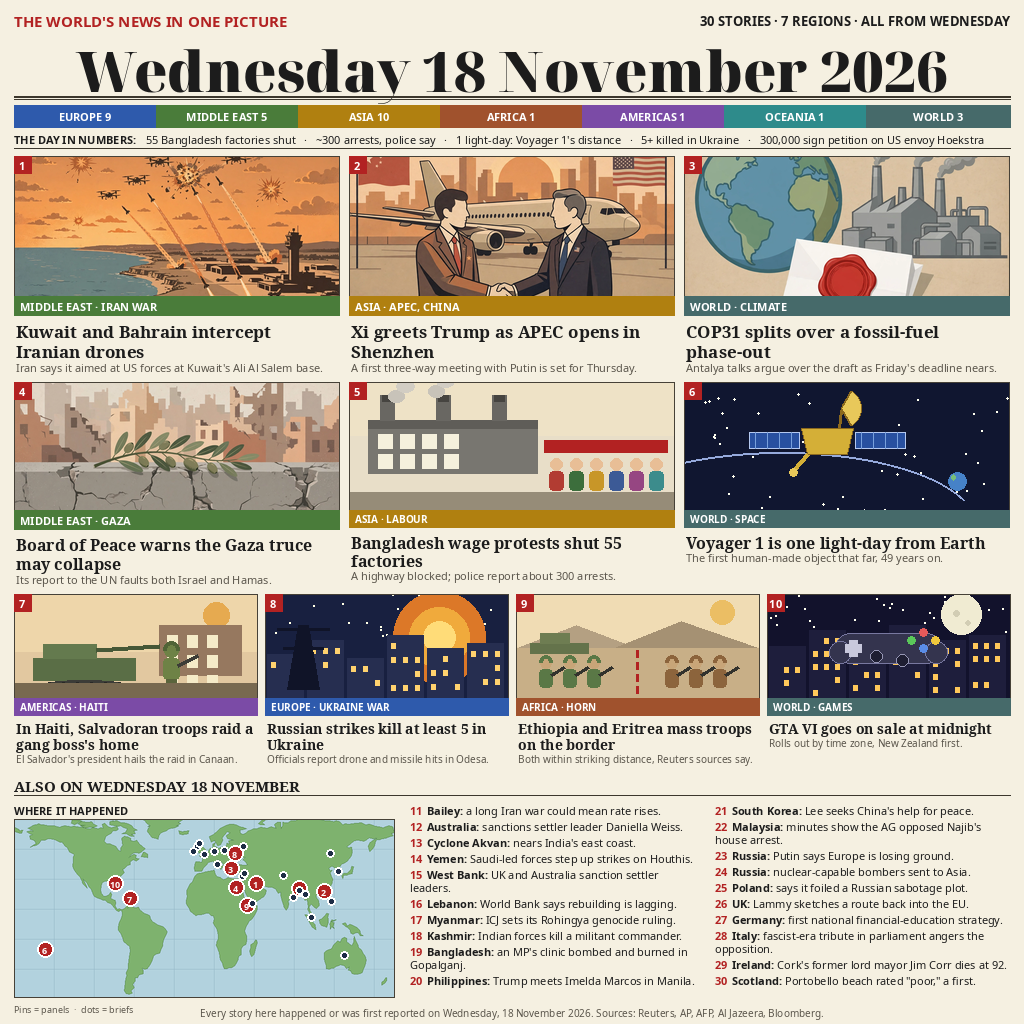 THE WORLD'S NEWS IN ONE PICTURE
30 STORIES · 7 REGIONS · ALL FROM WEDNESDAY
Wednesday 18 November 2026
EUROPE 9
MIDDLE EAST 5
ASIA 10
AFRICA 1
AMERICAS 1
OCEANIA 1
WORLD 3
THE DAY IN NUMBERS: 55 Bangladesh factories shut · ~300 arrests, police say · 1 light-day: Voyager 1's distance · 5+ killed in Ukraine · 300,000 sign petition on US envoy Hoekstra
1
MIDDLE EAST · IRAN WAR
Kuwait and Bahrain intercept
Iranian drones
Iran says it aimed at US forces at Kuwait's Ali Al Salem base.
2
ASIA · APEC, CHINA
Xi greets Trump as APEC opens in
Shenzhen
A first three-way meeting with Putin is set for Thursday.
3
WORLD · CLIMATE
COP31 splits over a fossil-fuel
phase-out
Antalya talks argue over the draft as Friday's deadline nears.
4
MIDDLE EAST · GAZA
Board of Peace warns the Gaza truce
may collapse
Its report to the UN faults both Israel and Hamas.
5
ASIA · LABOUR
Bangladesh wage protests shut 55
factories
A highway blocked; police report about 300 arrests.
6
WORLD · SPACE
Voyager 1 is one light-day from Earth
The first human-made object that far, 49 years on.
7
AMERICAS · HAITI
In Haiti, Salvadoran troops raid a
gang boss's home
El Salvador's president hails the raid in Canaan.
8
EUROPE · UKRAINE WAR
Russian strikes kill at least 5 in
Ukraine
Officials report drone and missile hits in Odesa.
9
AFRICA · HORN
Ethiopia and Eritrea mass troops
on the border
Both within striking distance, Reuters sources say.
10
WORLD · GAMES
GTA VI goes on sale at midnight
Rolls out by time zone, New Zealand first.
ALSO ON WEDNESDAY 18 NOVEMBER
WHERE IT HAPPENED
8
3
10
4
1
2
7
9
6
Pins = panels · dots = briefs
11 Bailey: a long Iran war could mean rate rises.
12 Australia: sanctions settler leader Daniella Weiss.
13 Cyclone Akvan: nears India's east coast.
14 Yemen: Saudi-led forces step up strikes on Houthis.
15 West Bank: UK and Australia sanction settler
leaders.
16 Lebanon: World Bank says rebuilding is lagging.
17 Myanmar: ICJ sets its Rohingya genocide ruling.
18 Kashmir: Indian forces kill a militant commander.
19 Bangladesh: an MP's clinic bombed and burned in
Gopalganj.
20 Philippines: Trump meets Imelda Marcos in Manila.
21 South Korea: Lee seeks China's help for peace.
22 Malaysia: minutes show the AG opposed Najib's
house arrest.
23 Russia: Putin says Europe is losing ground.
24 Russia: nuclear-capable bombers sent to Asia.
25 Poland: says it foiled a Russian sabotage plot.
26 UK: Lammy sketches a route back into the EU.
27 Germany: first national financial-education strategy.
28 Italy: fascist-era tribute in parliament angers the
opposition.
29 Ireland: Cork's former lord mayor Jim Corr dies at 92.
30 Scotland: Portobello beach rated "poor," a first.
Every story here happened or was first reported on Wednesday, 18 November 2026. Sources: Reuters, AP, AFP, Al Jazeera, Bloomberg.